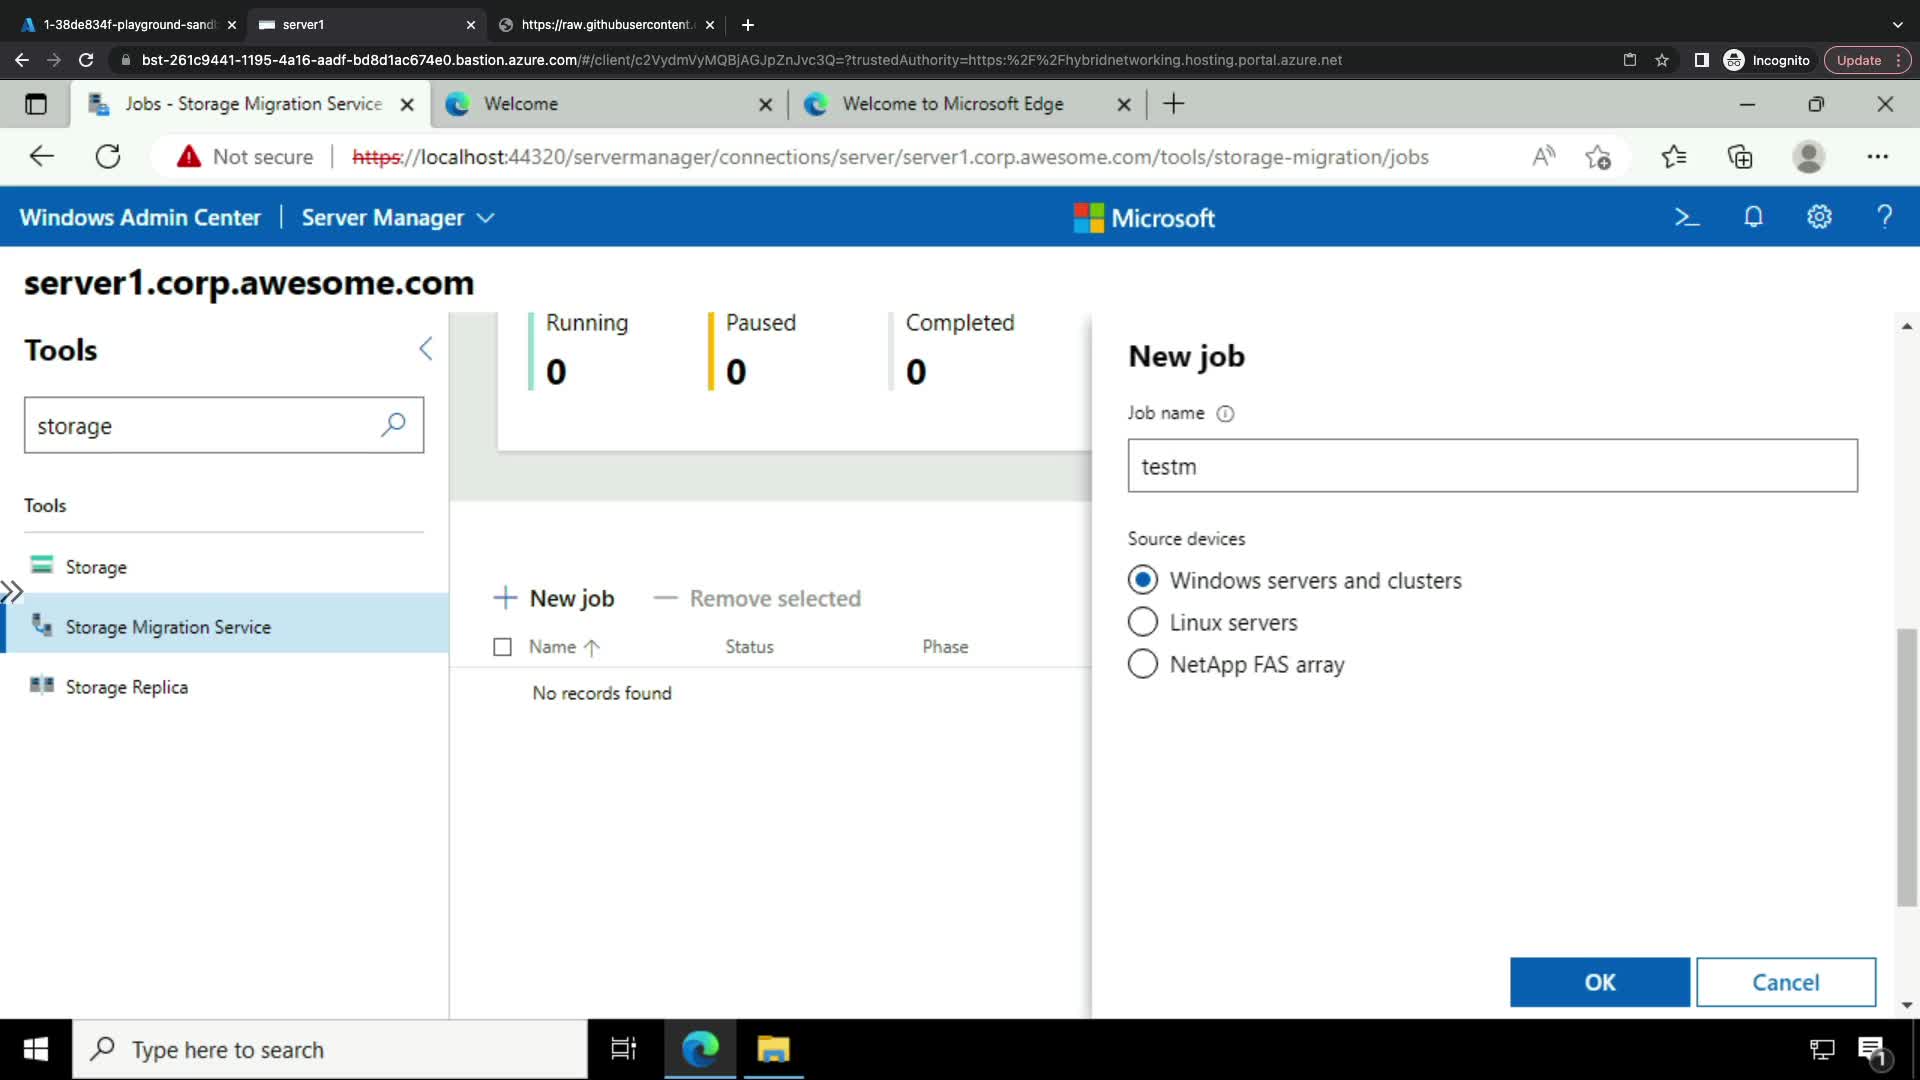 1-38de834f-playground-sandb
server1
https://raw.githubusercontent.
bst-261c9441-1195-4a16-aadf-bd8d1ac674e0.bastion.azure.com/#/client/c2VydmVyMQBjAGJpZnJvc3Q=?trustedAuthority=https:%2F%2Fhybridnetworking.hosting.portal.azure.net
Incognito
Update
Jobs - Storage Migration Service
Welcome
Welcome to Microsoft Edge
Not secure
https://localhost:44320/servermanager/connections/server/server1.corp.awesome.com/tools/storage-migration/jobs
Windows Admin Center
Server Manager
Microsoft
server1.corp.awesome.com
Tools
storage
Tools
Storage
Storage Migration Service
Storage Replica
Running
Paused
Completed
0
0
0
New job
Remove selected
Name
Status
Phase
No records found
New job
Job name
testm
Source devices
Windows servers and clusters
Linux servers
NetApp FAS array
OK
Cancel
Type here to search
1